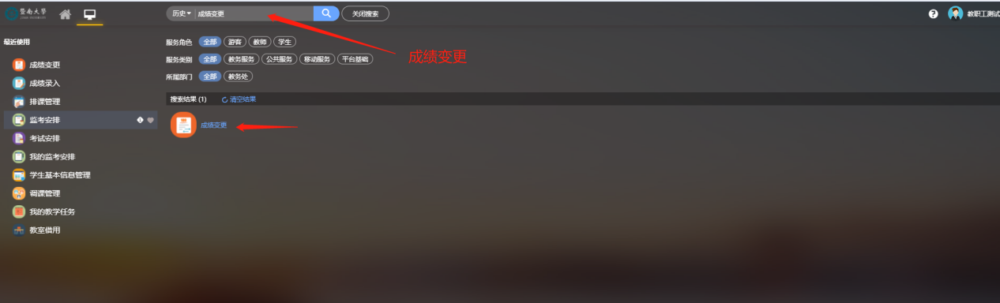 暨南大学
历史 成绩变更
关闭搜索
教职工测试
最近使用
成绩变更
成绩录入
排课管理
监考安排
考试安排
我的监考安排
学生基本信息管理
调课管理
我的教学任务
教室借用
服务角色 全部 游客 教师 学生
服务类别 全部 教务服务 公共服务 移动服务 平台基础
所属部门 全部 教务处
成绩变更
搜索结果 (1) 清空结果
成绩变更